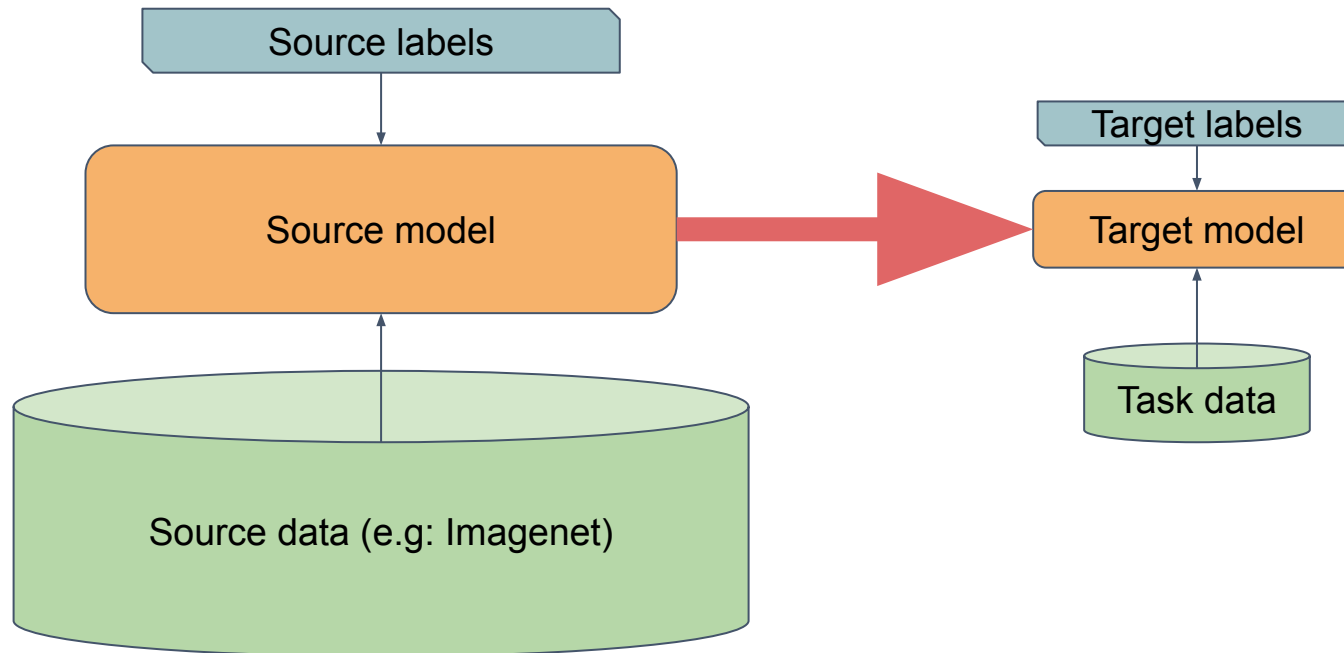 Source labels
Target labels
Source model
Target model
Task data
Source data (e.g: Imagenet)